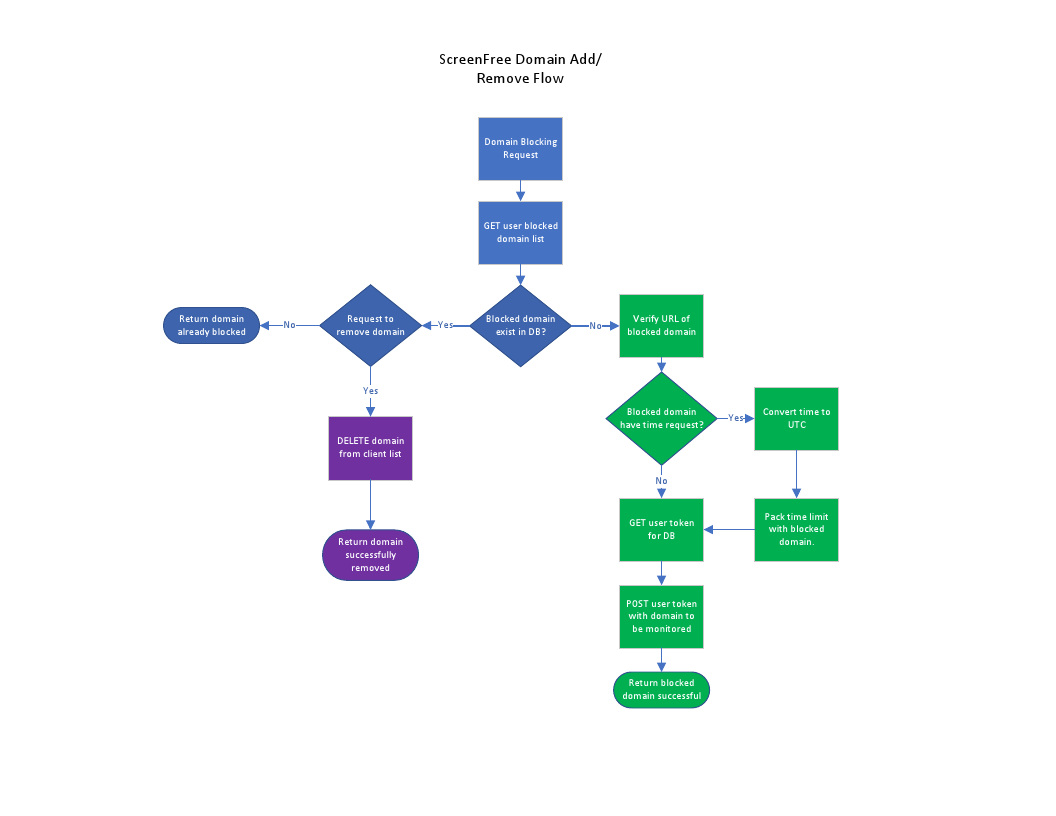 ScreenFree Domain Add/
Remove Flow
Domain Blocking
Request
GET user blocked
domain list
Return domain
already blocked
No
Request to
remove domain
Yes
Blocked domain
exist in DB?
No
Verify URL of
blocked domain
Yes
DELETE domain
from client list
Return domain
successfully
removed
Blocked domain
have time request?
Yes
Convert time to
UTC
No
GET user token
for DB
Pack time limit
with blocked
domain.
POST user token
with domain to
be monitored
Return blocked
domain successful